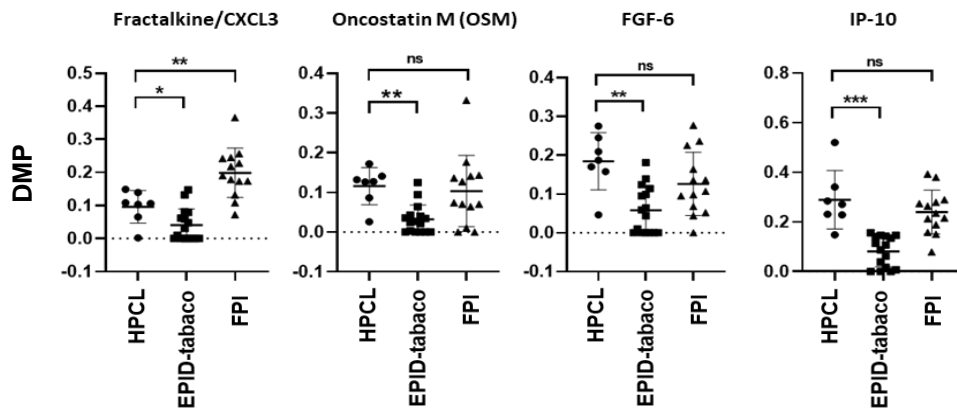 Fractalkine/CXCL3
Oncostatin M (OSM)
FGF-6
IP-10
DMP
0.5
0.4
0.3
0.2
0.1
0.0
-0.1
**
*
HPCL
EPID-tabaco
FPI
0.4
0.3
0.2
0.1
0.0
-0.1
ns
**
HPCL
EPID-tabaco
FPI
0.4
0.3
0.2
0.1
0.0
-0.1
ns
**
HPCL
EPID-tabaco
FPI
0.8
0.6
0.4
0.2
0.0
ns
***
HPCL
EPID-tabaco
FPI